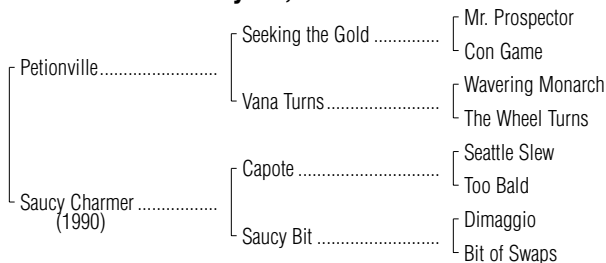 Mr. Prospector
Seeking the Gold ..............
Con Game
Petionville.........................
Wavering Monarch
Vana Turns ........................
The Wheel Turns
Seattle Slew
Capote ..............................
Too Bald
Saucy Charmer .................
(1990)
Dimaggio
Saucy Bit ..........................
Bit of Swaps